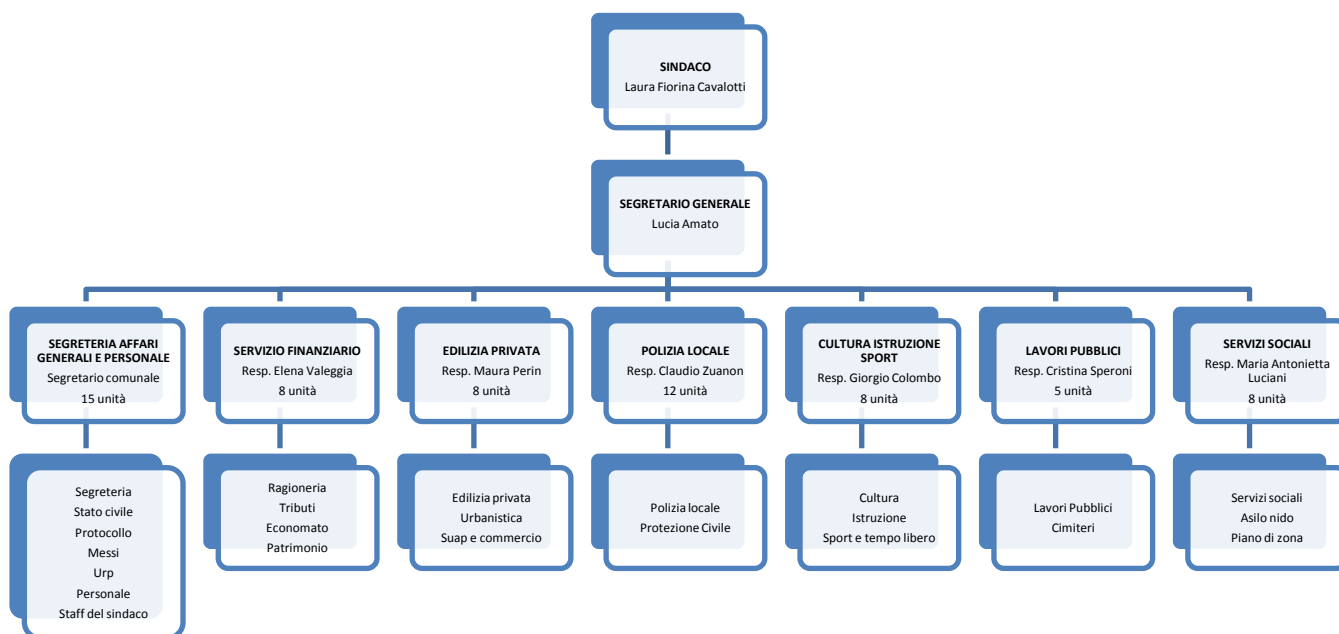 SINDACO
Laura Fiorina Cavalotti
SEGRETARIO GENERALE
Lucia Amato
SEGRETERIA AFFARI
GENERALI E PERSONALE
Segretario comunale
15 unità
SERVIZIO FINANZIARIO
Resp. Elena Valeggia
8 unità
EDILIZIA PRIVATA
Resp. Maura Perin
8 unità
POLIZIA LOCALE
Resp. Claudio Zuanon
12 unità
CULTURA ISTRUZIONE
SPORT
Resp. Giorgio Colombo
8 unità
LAVORI PUBBLICI
Resp. Cristina Speroni
5 unità
SERVIZI SOCIALI
Resp. Maria Antonietta
Luciani
8 unità
Segreteria
Stato civile
Protocollo
Messi
Urp
Personale
Staff del sindaco
Ragioneria
Tributi
Economato
Patrimonio
Edilizia privata
Urbanistica
Suap e commercio
Polizia locale
Protezione Civile
Cultura
Istruzione
Sport e tempo libero
Lavori Pubblici
Cimiteri
Servizi sociali
Asilo nido
Piano di zona